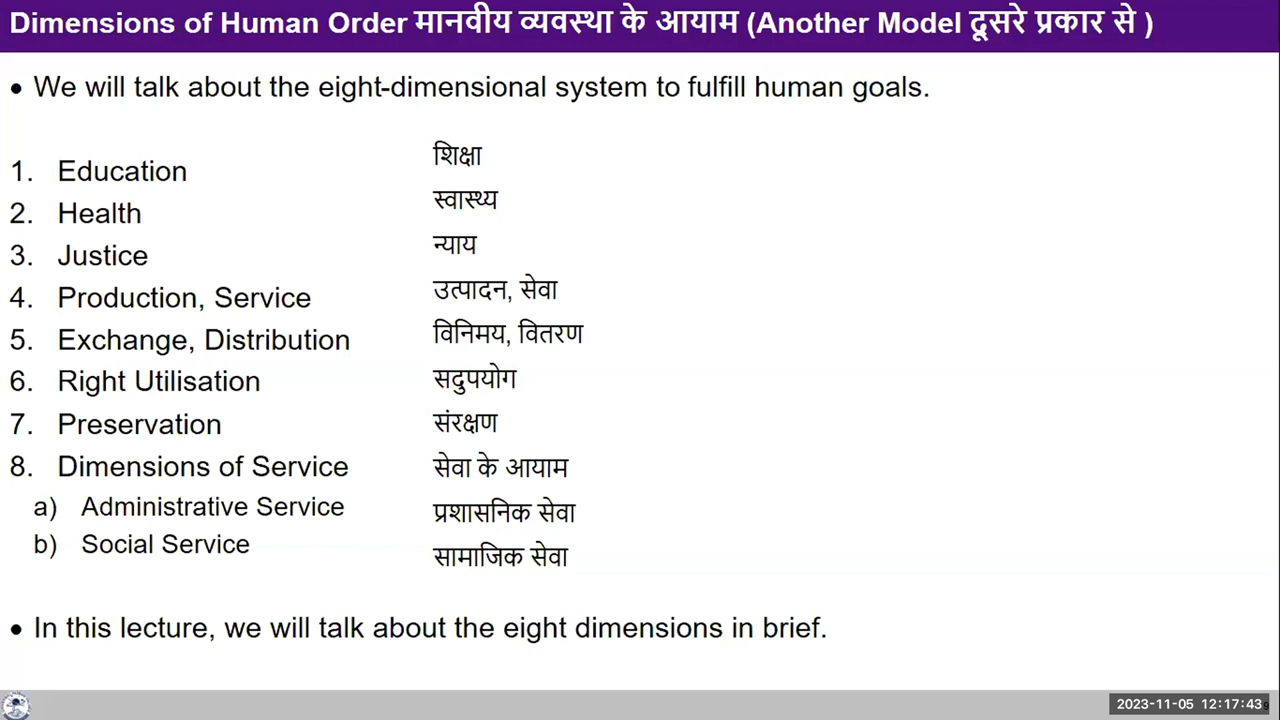 Dimensions of Human Order मानवीय व्यवस्था के आयाम (Another Model दूसरे प्रकार से )
• We will talk about the eight-dimensional system to fulfill human goals.
1. Education शिक्षा
2. Health स्वास्थ्य
3. Justice न्याय
4. Production, Service उत्पादन, सेवा
5. Exchange, Distribution विनिमय, वितरण
6. Right Utilisation सदुपयोग
7. Preservation संरक्षण
8. Dimensions of Service सेवा के आयाम
a) Administrative Service प्रशासनिक सेवा
b) Social Service सामाजिक सेवा
• In this lecture, we will talk about the eight dimensions in brief.
2023-11-05 12:17:43